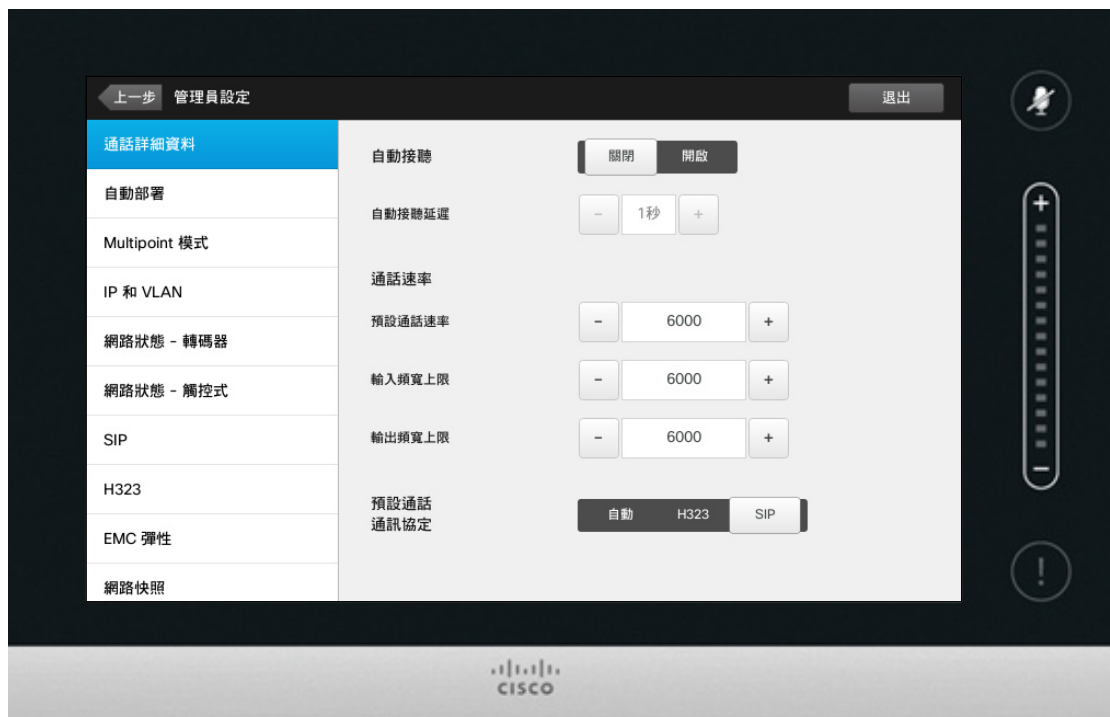 上一步 管理員設定 退出
通話詳細資料
自動部署
Multipoint 模式
IP 和 VLAN
網路狀態 - 轉碼器
網路狀態 - 觸控式
SIP
H323
EMC 彈性
網路快照
自動接聽 關閉 開啟
自動接聽延遲 - 1秒 +
通話速率
預設通話速率 - 6000 +
輸入頻寬上限 - 6000 +
輸出頻寬上限 - 6000 +
預設通話
通訊協定 自動 H323 SIP
+
-
!
CISCO